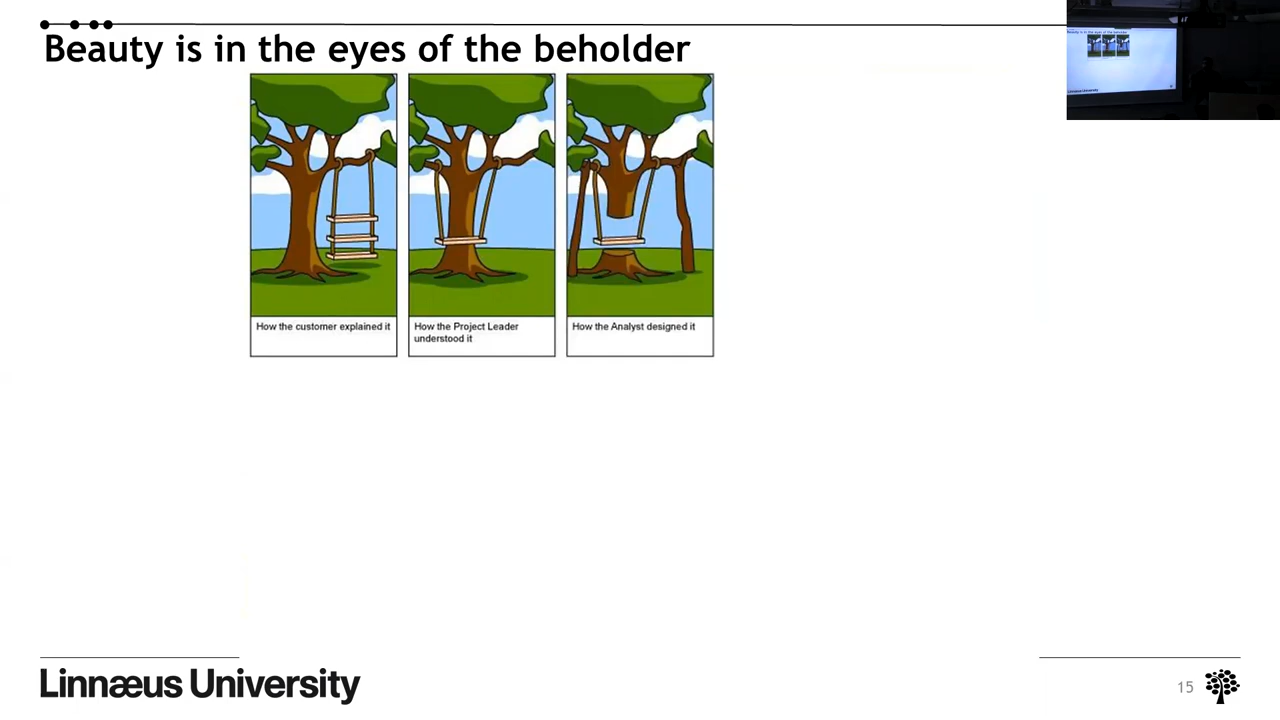 Beauty is in the eyes of the beholder
How the customer explained it
How the Project Leader
understood it
How the Analyst designed it
Linnæus University
15